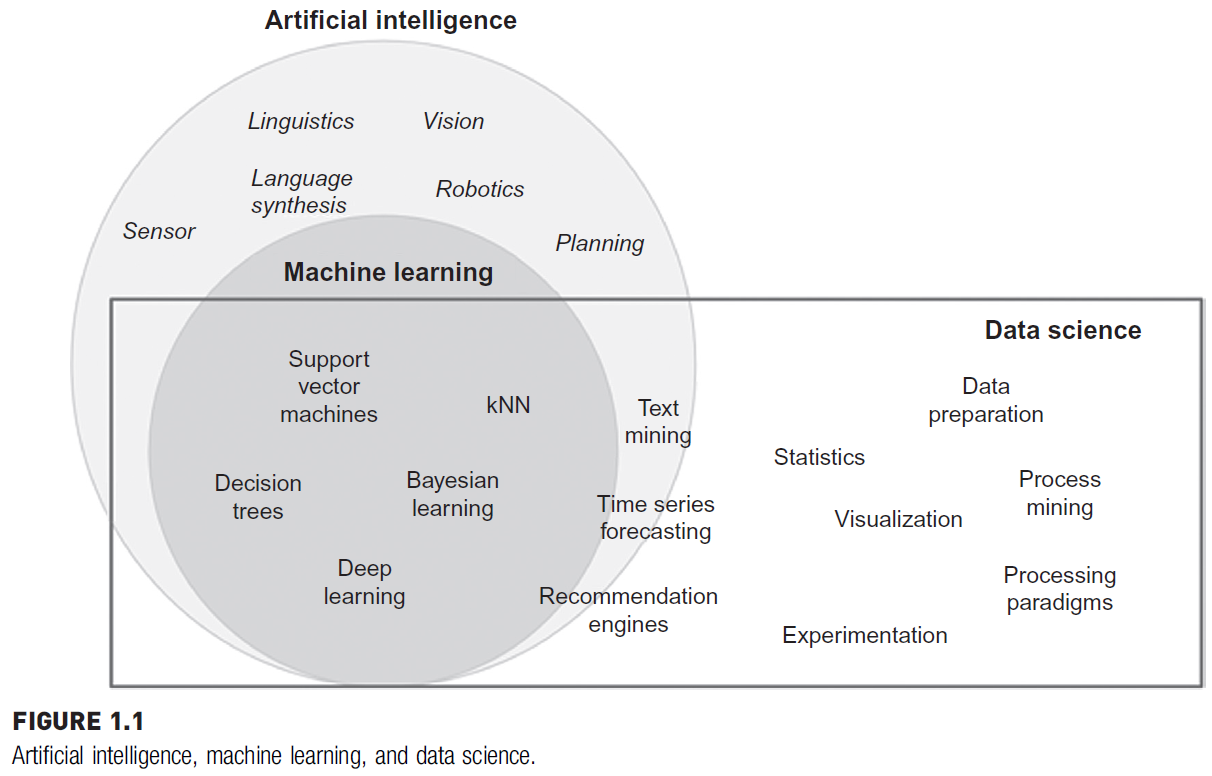 Artificial intelligence
Linguistics
Vision
Language
synthesis
Robotics
Sensor
Planning
Machine learning
Data science
Support
vector
machines
kNN
Text
mining
Data
preparation
Statistics
Decision
trees
Bayesian
learning
Time series
forecasting
Visualization
Process
mining
Deep
learning
Recommendation
engines
Processing
paradigms
Experimentation
FIGURE 1.1
Artificial intelligence, machine learning, and data science.